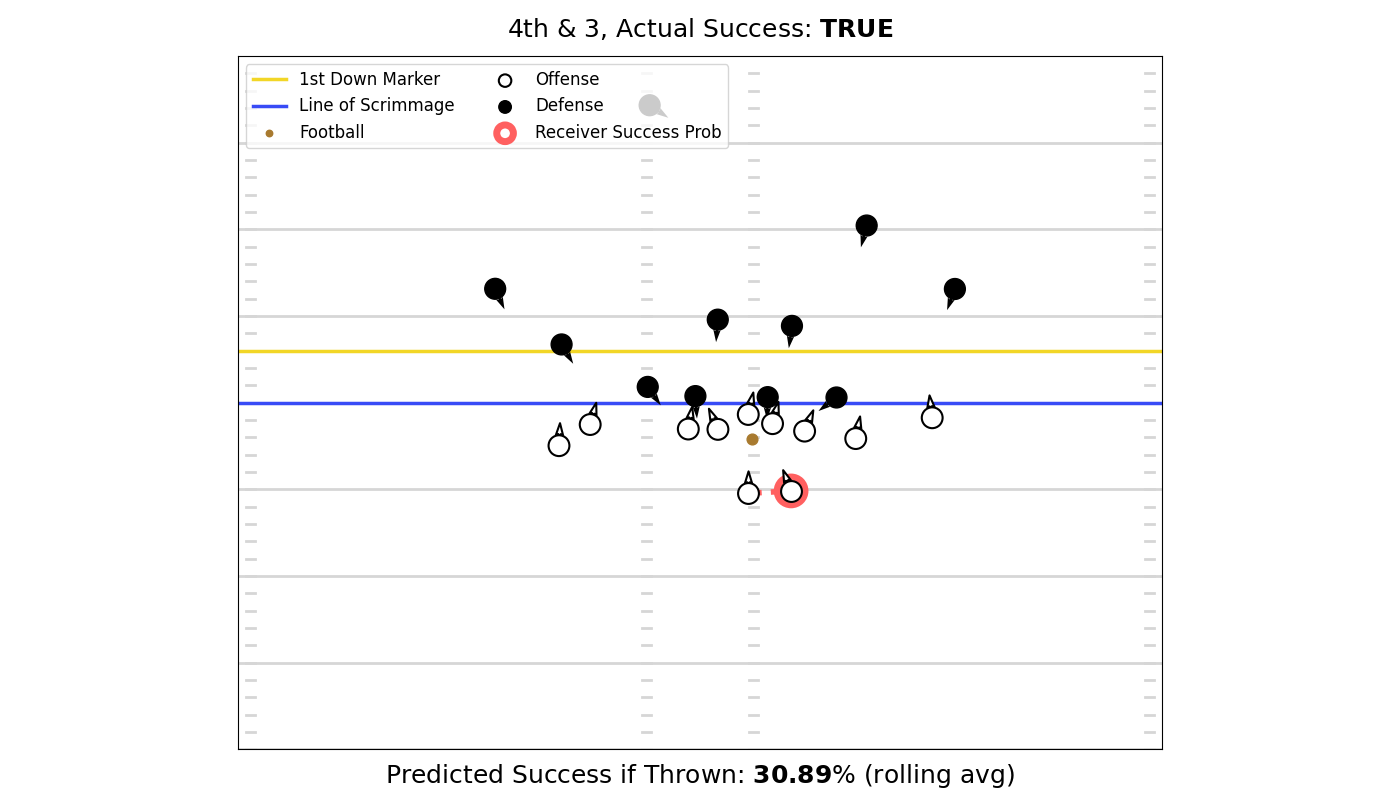 4th & 3, Actual Success: TRUE
1st Down Marker
Line of Scrimmage
Football
Offense
Defense
Receiver Success Prob
Predicted Success if Thrown: 30.89% (rolling avg)